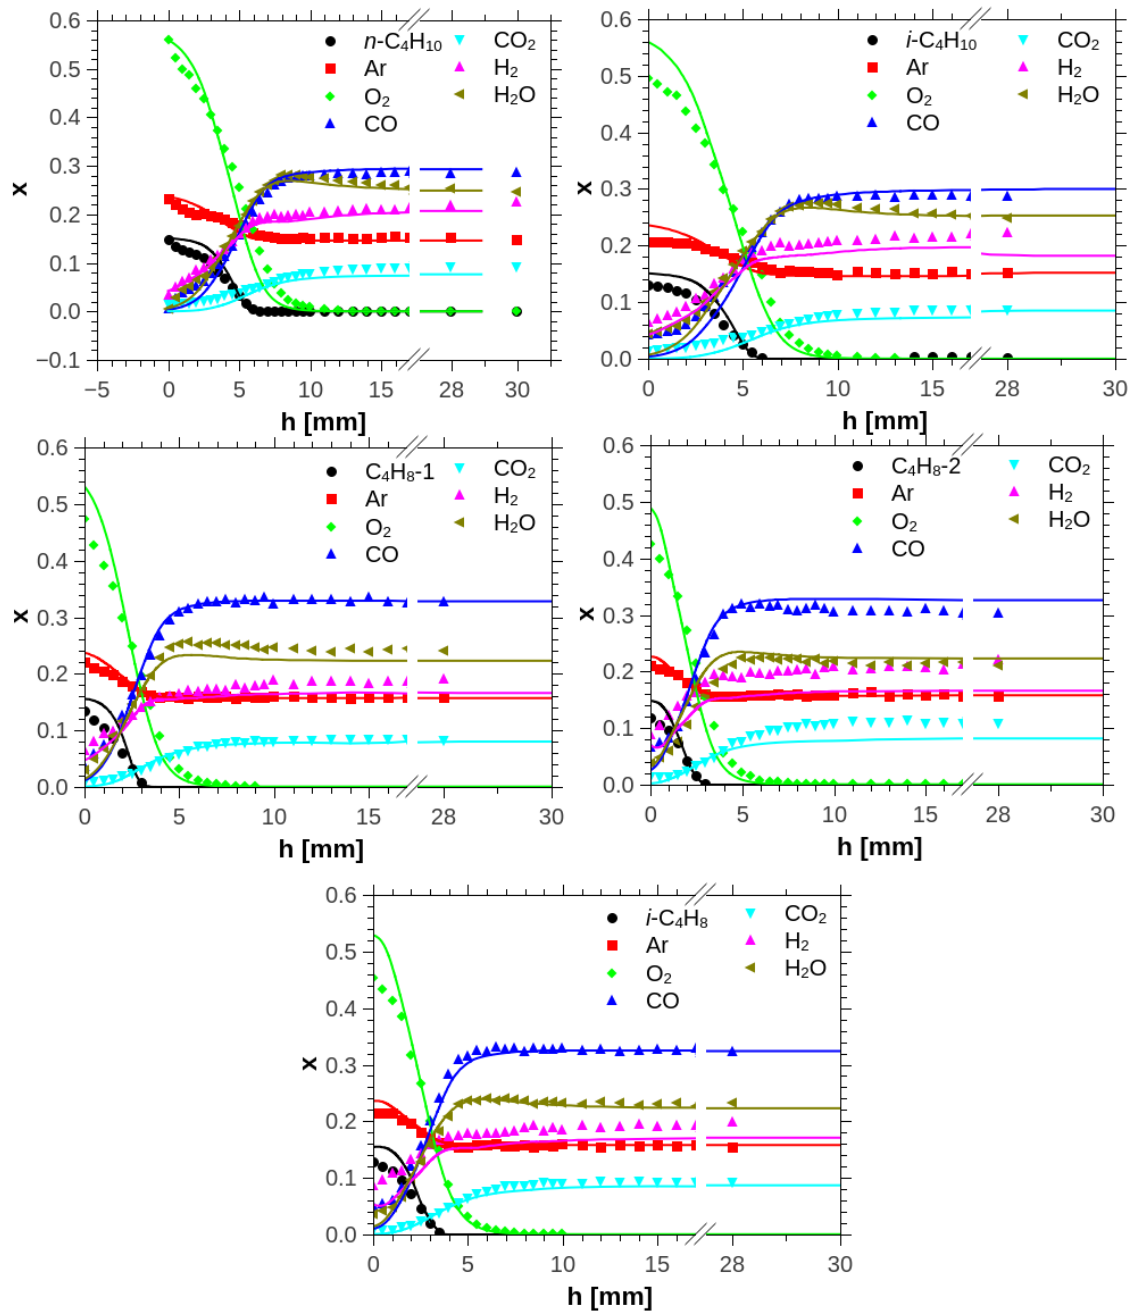 0.6
0.5
0.4
0.3
0.2
0.1
0.0
−0.1
x
n-C4H10
Ar
O2
CO
CO2
H2
H2O
−5 0 5 10 15 28 30
h [mm]
0.6
0.5
0.4
0.3
0.2
0.1
0.0
x
i-C4H10
Ar
O2
CO
CO2
H2
H2O
0 5 10 15 28 30
h [mm]
0.6
0.5
0.4
0.3
0.2
0.1
0.0
x
C4H8-1
Ar
O2
CO
CO2
H2
H2O
0 5 10 15 28 30
h [mm]
0.6
0.5
0.4
0.3
0.2
0.1
0.0
x
C4H8-2
Ar
O2
CO
CO2
H2
H2O
0 5 10 15 28 30
h [mm]
0.6
0.5
0.4
0.3
0.2
0.1
0.0
x
i-C4H8
Ar
O2
CO
CO2
H2
H2O
0 5 10 15 28 30
h [mm]